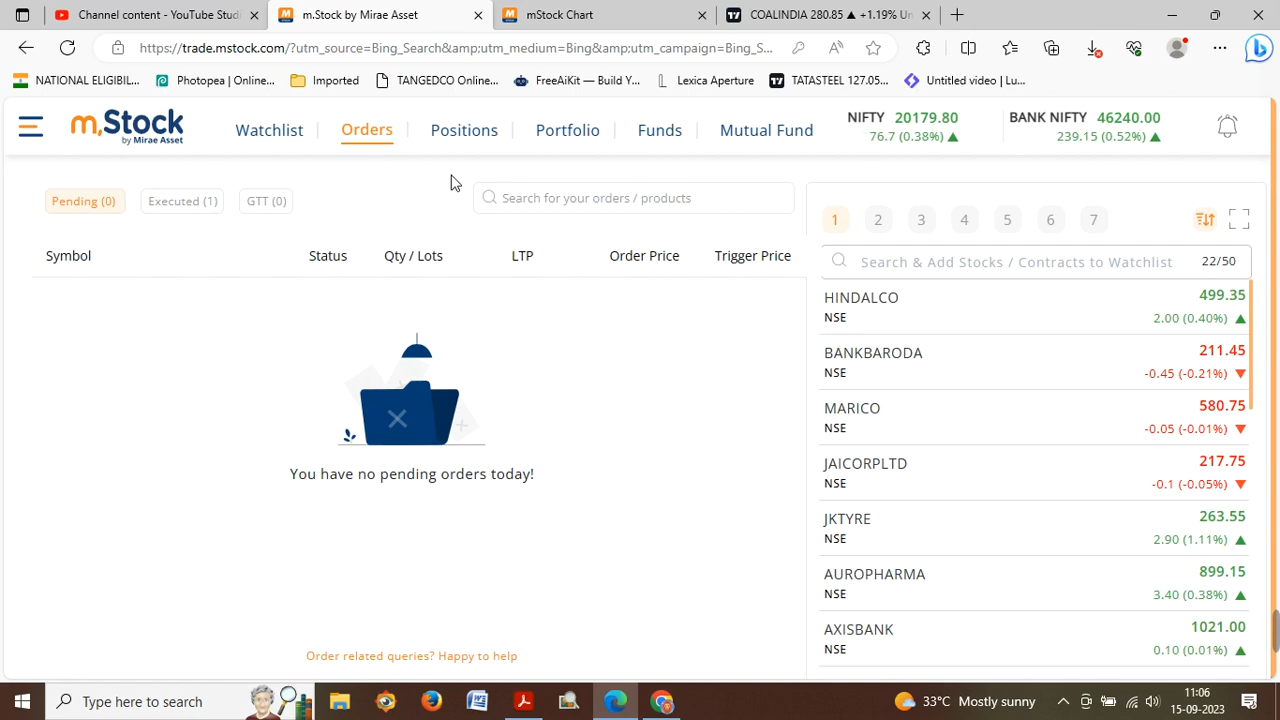 Channel content - YouTube Studi
m.Stock by Mirae Asset
mStock Chart
COALINDIA 280.85 ▲ +1.19% Un
https://trade.mstock.com/?utm_source=Bing_Search&amp;utm_medium=Bing&amp;utm_campaign=Bing_S...
NATIONAL ELIGIBIL...
Photopea | Online...
Imported
TANGEDCO Online...
FreeAiKit — Build Y...
Lexica Aperture
TATASTEEL 127.05...
Untitled video | Lu...
m.Stock
by Mirae Asset
Watchlist
Orders
Positions
Portfolio
Funds
Mutual Fund
NIFTY 20179.80
76.7 (0.38%) ▲
BANK NIFTY 46240.00
239.15 (0.52%) ▲
Pending (0)
Executed (1)
GTT (0)
Search for your orders / products
1 2 3 4 5 6 7
Symbol Status Qty / Lots LTP Order Price Trigger Price
Search & Add Stocks / Contracts to Watchlist 22/50
HINDALCO 499.35
NSE 2.00 (0.40%) ▲
BANKBARODA 211.45
NSE -0.45 (-0.21%) ▼
MARICO 580.75
NSE -0.05 (-0.01%) ▼
JAICORPLTD 217.75
NSE -0.1 (-0.05%) ▼
JKTYRE 263.55
NSE 2.90 (1.11%) ▲
AUROPHARMA 899.15
NSE 3.40 (0.38%) ▲
AXISBANK 1021.00
NSE 0.10 (0.01%) ▲
You have no pending orders today!
Order related queries? Happy to help
Type here to search
33°C Mostly sunny
11:06
15-09-2023